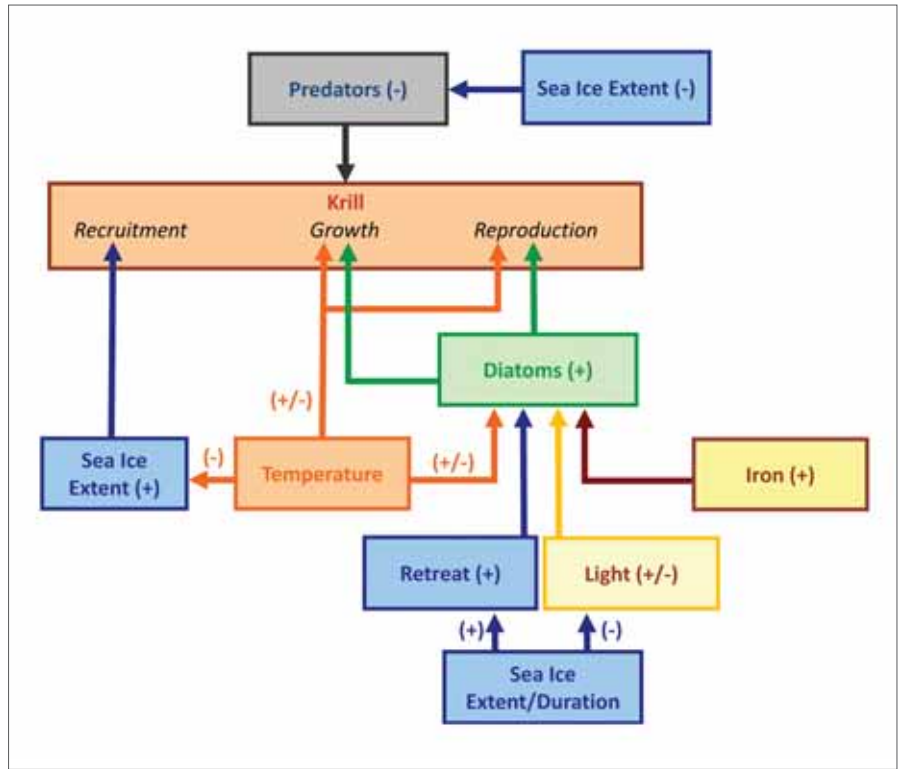 Predators (-)
Sea Ice Extent (-)
Krill
Recruitment
Growth
Reproduction
Diatoms (+)
(+/-)
Sea Ice
Extent (+)
(-)
Temperature
(+/-)
Iron (+)
Retreat (+)
Light (+/-)
(+)
(-)
Sea Ice
Extent/Duration